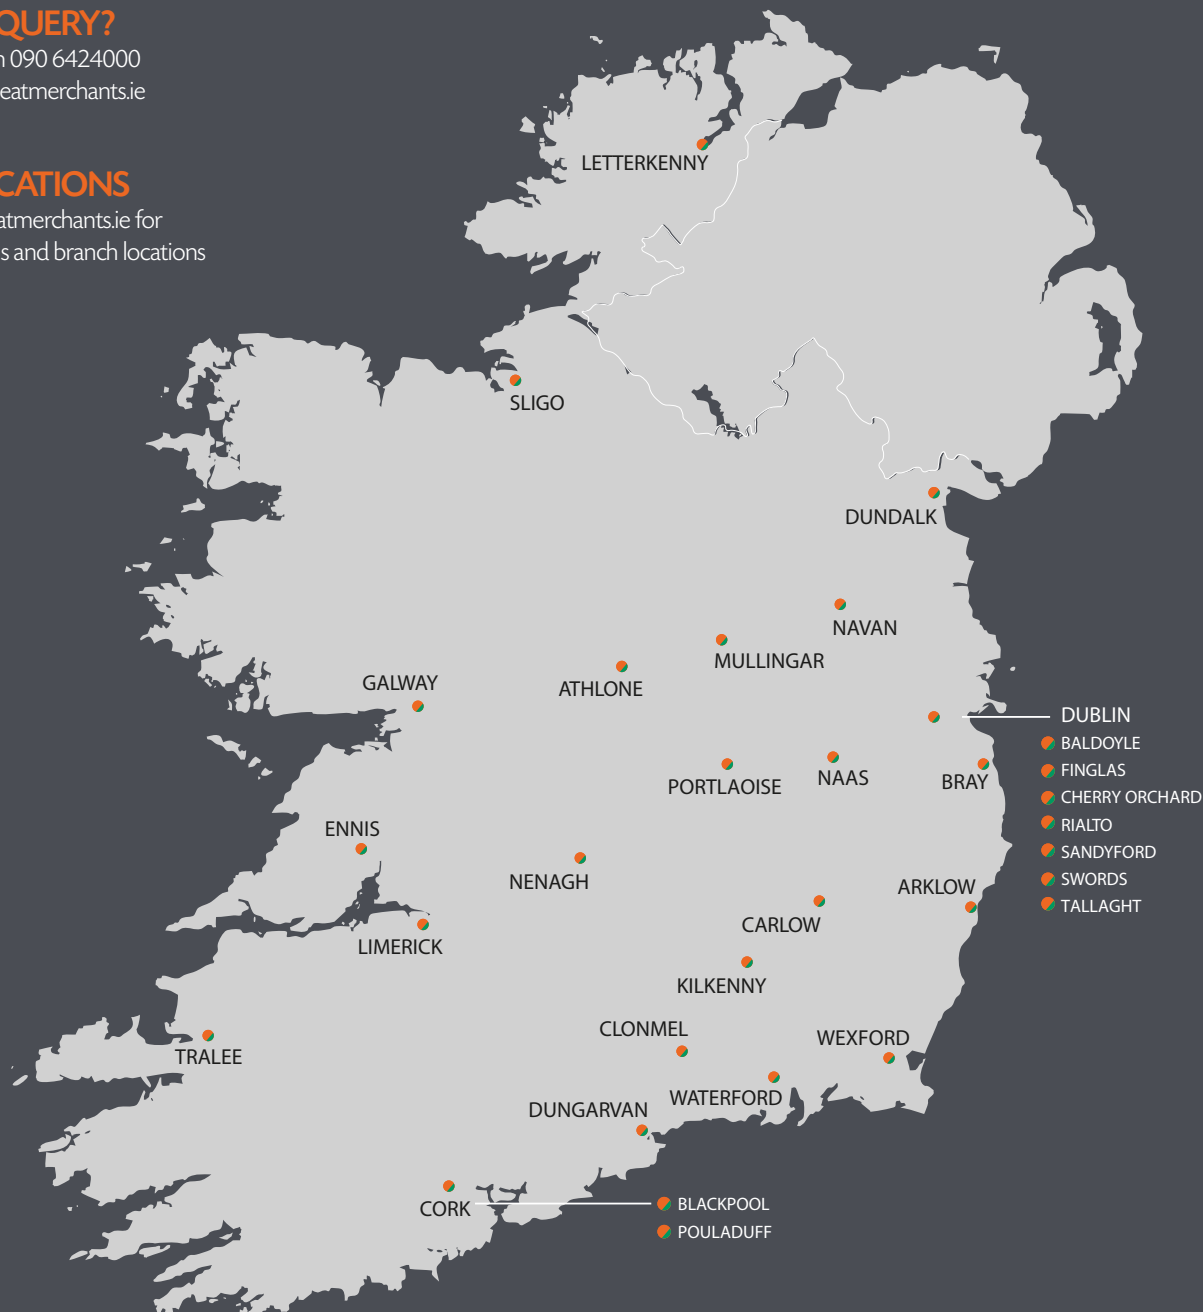 QUERY?
090 6424000
eatmerchants.ie
CATIONS
atmerchants.ie for
s and branch locations
LETTERKENNY
SLIGO
DUNDALK
NAVAN
MULLINGAR
ATHLONE
GALWAY
DUBLIN
BALDOYLE
FINGLAS
CHERRY ORCHARD
RIALTO
SANDYFORD
SWORDS
TALLAGHT
PORTLAOISE
NAAS
BRAY
ENNIS
NENAGH
ARKLOW
CARLOW
LIMERICK
KILKENNY
CLONMEL
WEXFORD
TRALEE
WATERFORD
DUNGARVAN
CORK
BLACKPOOL
POULADUFF